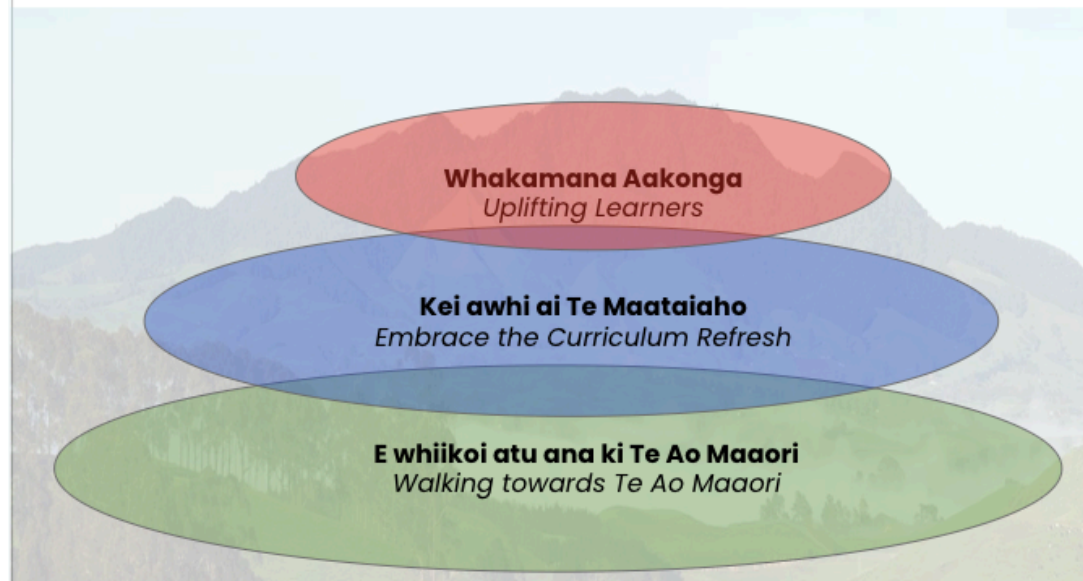 Whakamana Aakonga
Uplifting Learners
Kei awhi ai Te Maataiaho
Embrace the Curriculum Refresh
E whiikoi atu ana ki Te Ao Maaori
Walking towards Te Ao Maaori